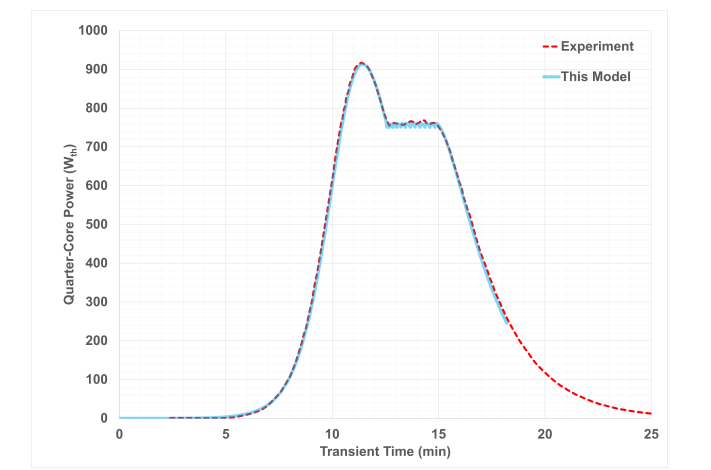 1000
900
800
700
600
500
400
300
200
100
0
Quarter-Core Power (Wth)
Experiment
This Model
0 5 10 15 20 25
Transient Time (min)